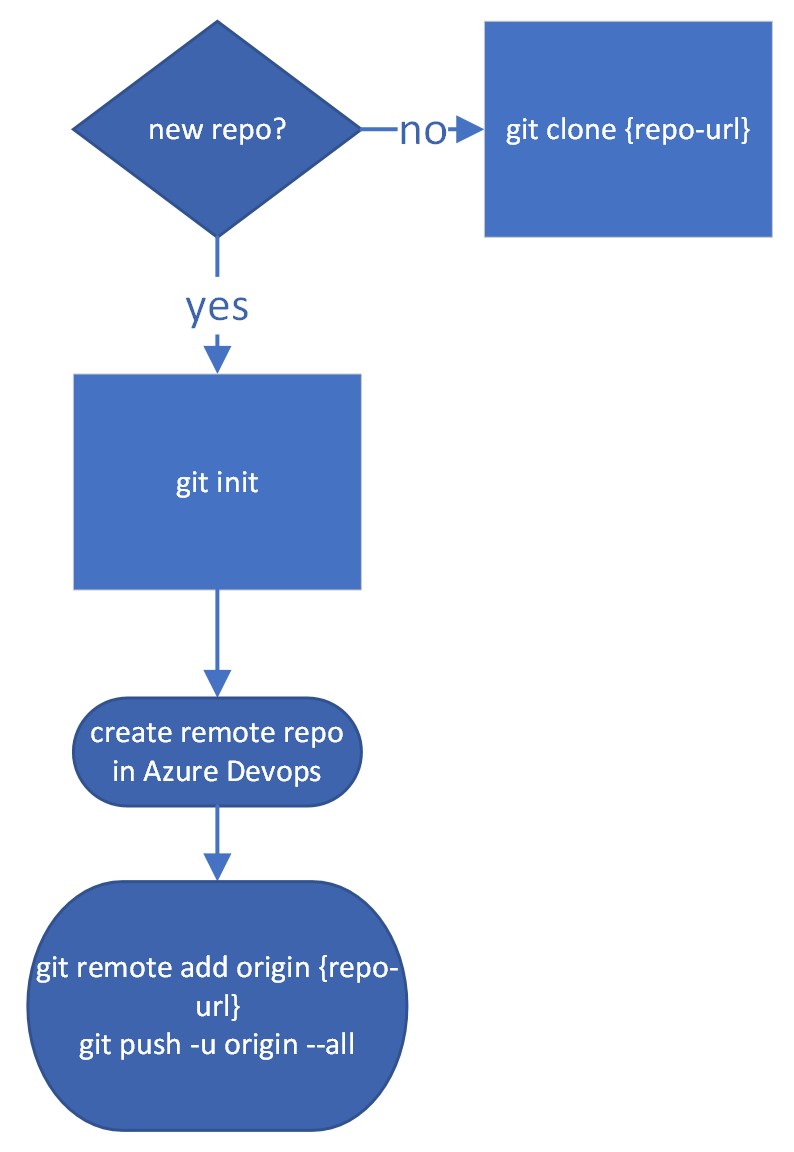 new repo?
no
git clone {repo-url}
yes
git init
create remote repo
in Azure Devops
git remote add origin {repo-
url}
git push -u origin --all